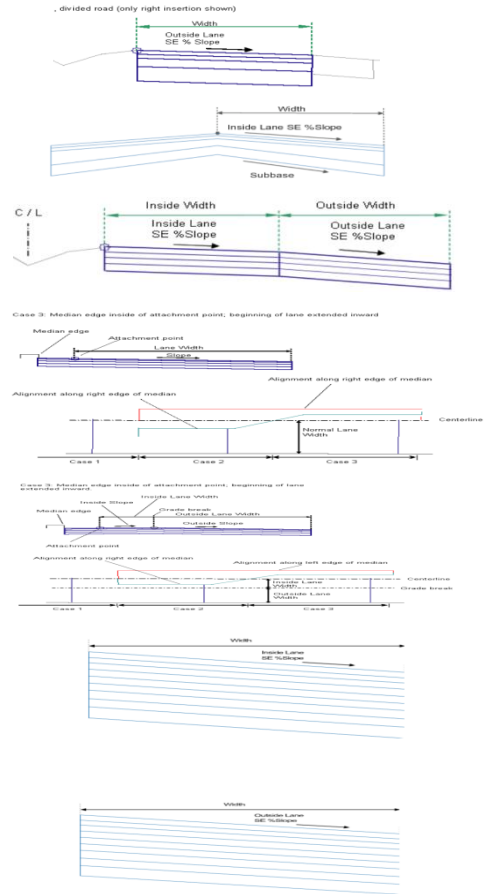 , divided road (only right insertion shown)
Width
Outside Lane
SE % Slope
Width
Inside Lane SE %Slope
Subbase
C / L
Inside Width
Outside Width
Inside Lane
SE %Slope
Outside Lane
SE %Slope
Case 3: Median edge inside of attachment point; beginning of lane extended inward
Median edge
Attachment point
Lane Width
Slope
Alignment along right edge of median
Alignment along right edge of median
Centerline
Normal Lane
Width
Case 1
Case 2
Case 3
Case 3: Median edge inside of attachment point, beginning of lane
extended inward.
Inside Lane Width
Inside Slope
Grade break
Median edge
Outside Lane Width
Outside Slope
Attachment point
Alignment along right edge of median
Alignment along left edge of median
Centerline
Inside Lane
Width
Grade break
Outside Lane
Width
Case 1
Case 2
Case 3
Width
Inside Lane
SE %Slope
Width
Outside Lane
SE %Slope